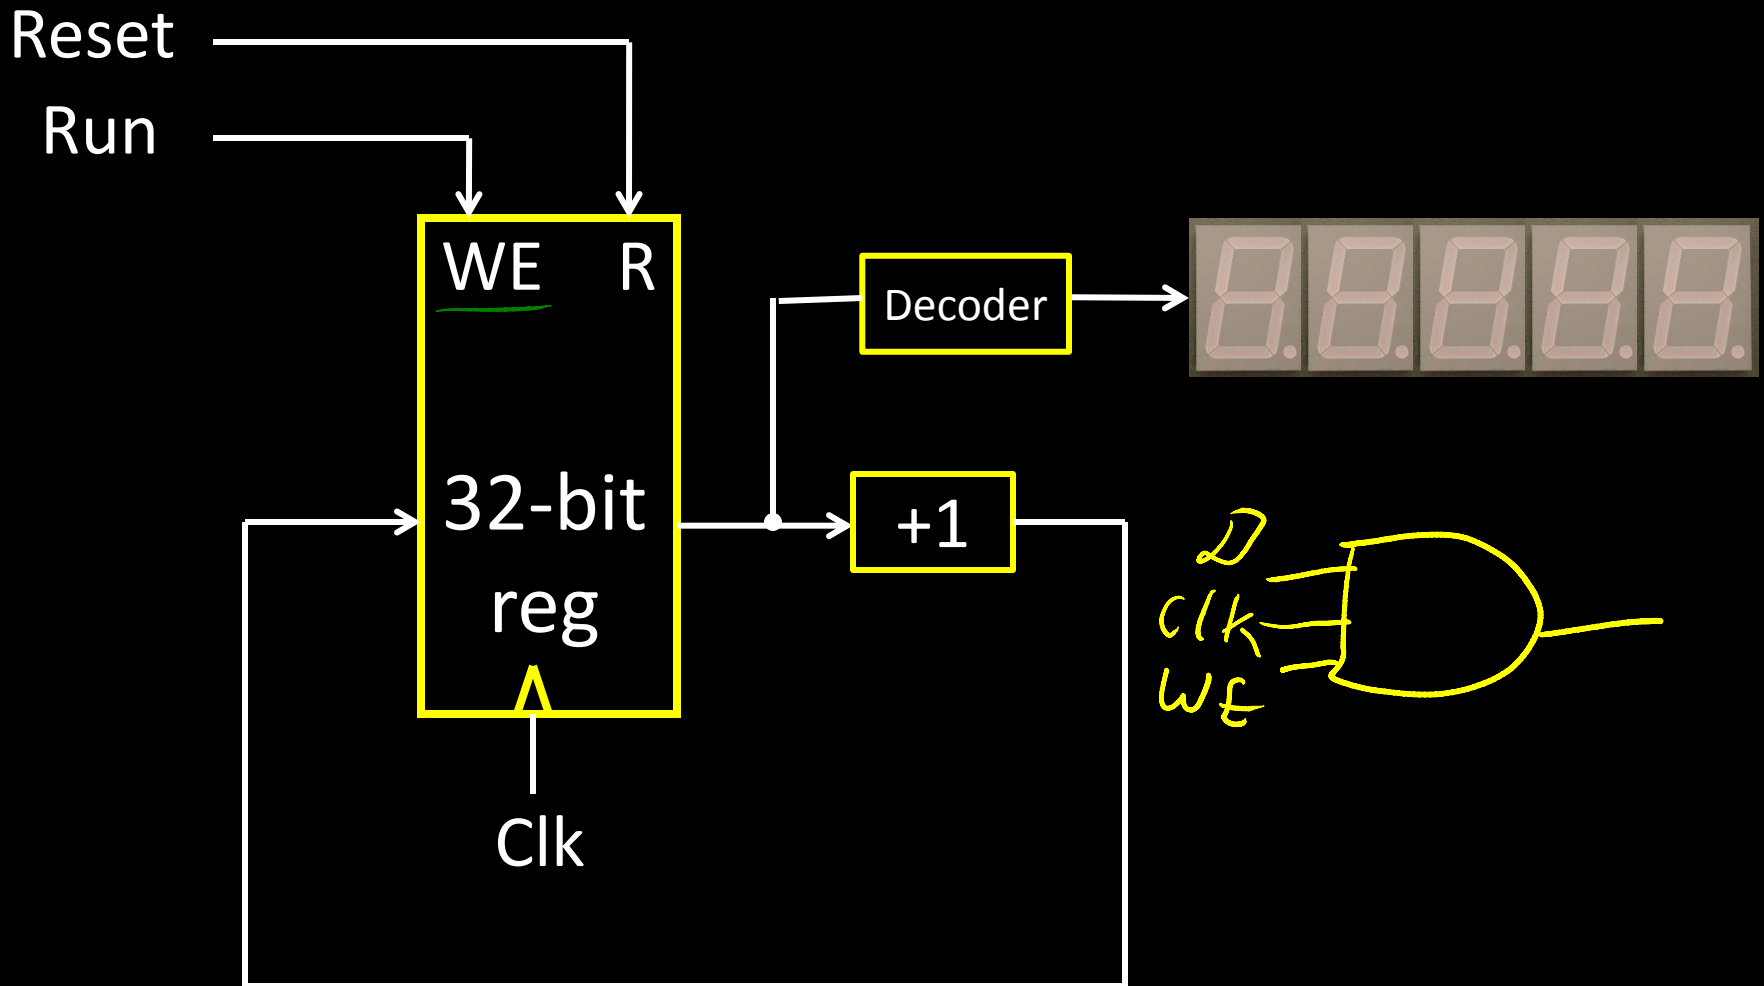 Reset
Run
WE R
Decoder
32-bit
reg
+1
D
Clk
WE
Clk